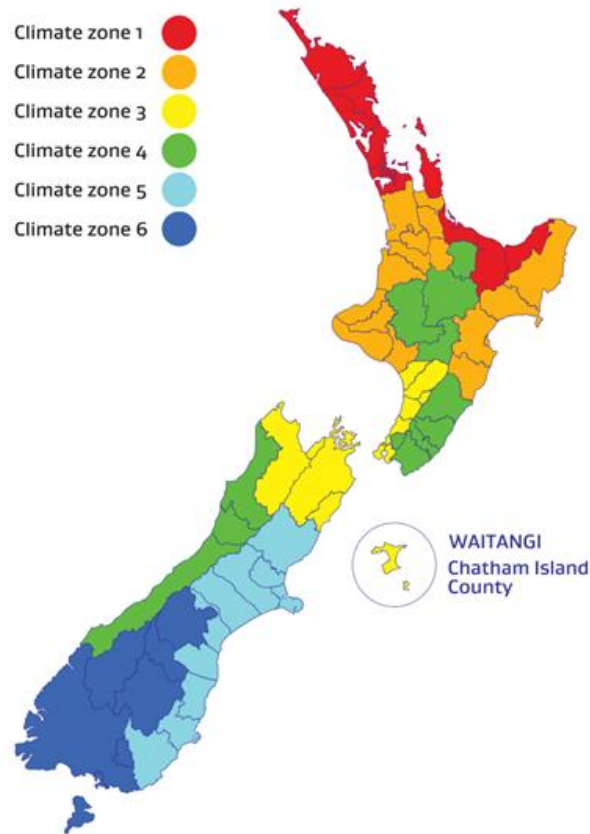 Climate zone 1
Climate zone 2
Climate zone 3
Climate zone 4
Climate zone 5
Climate zone 6
WAITANGI
Chatham Island
County